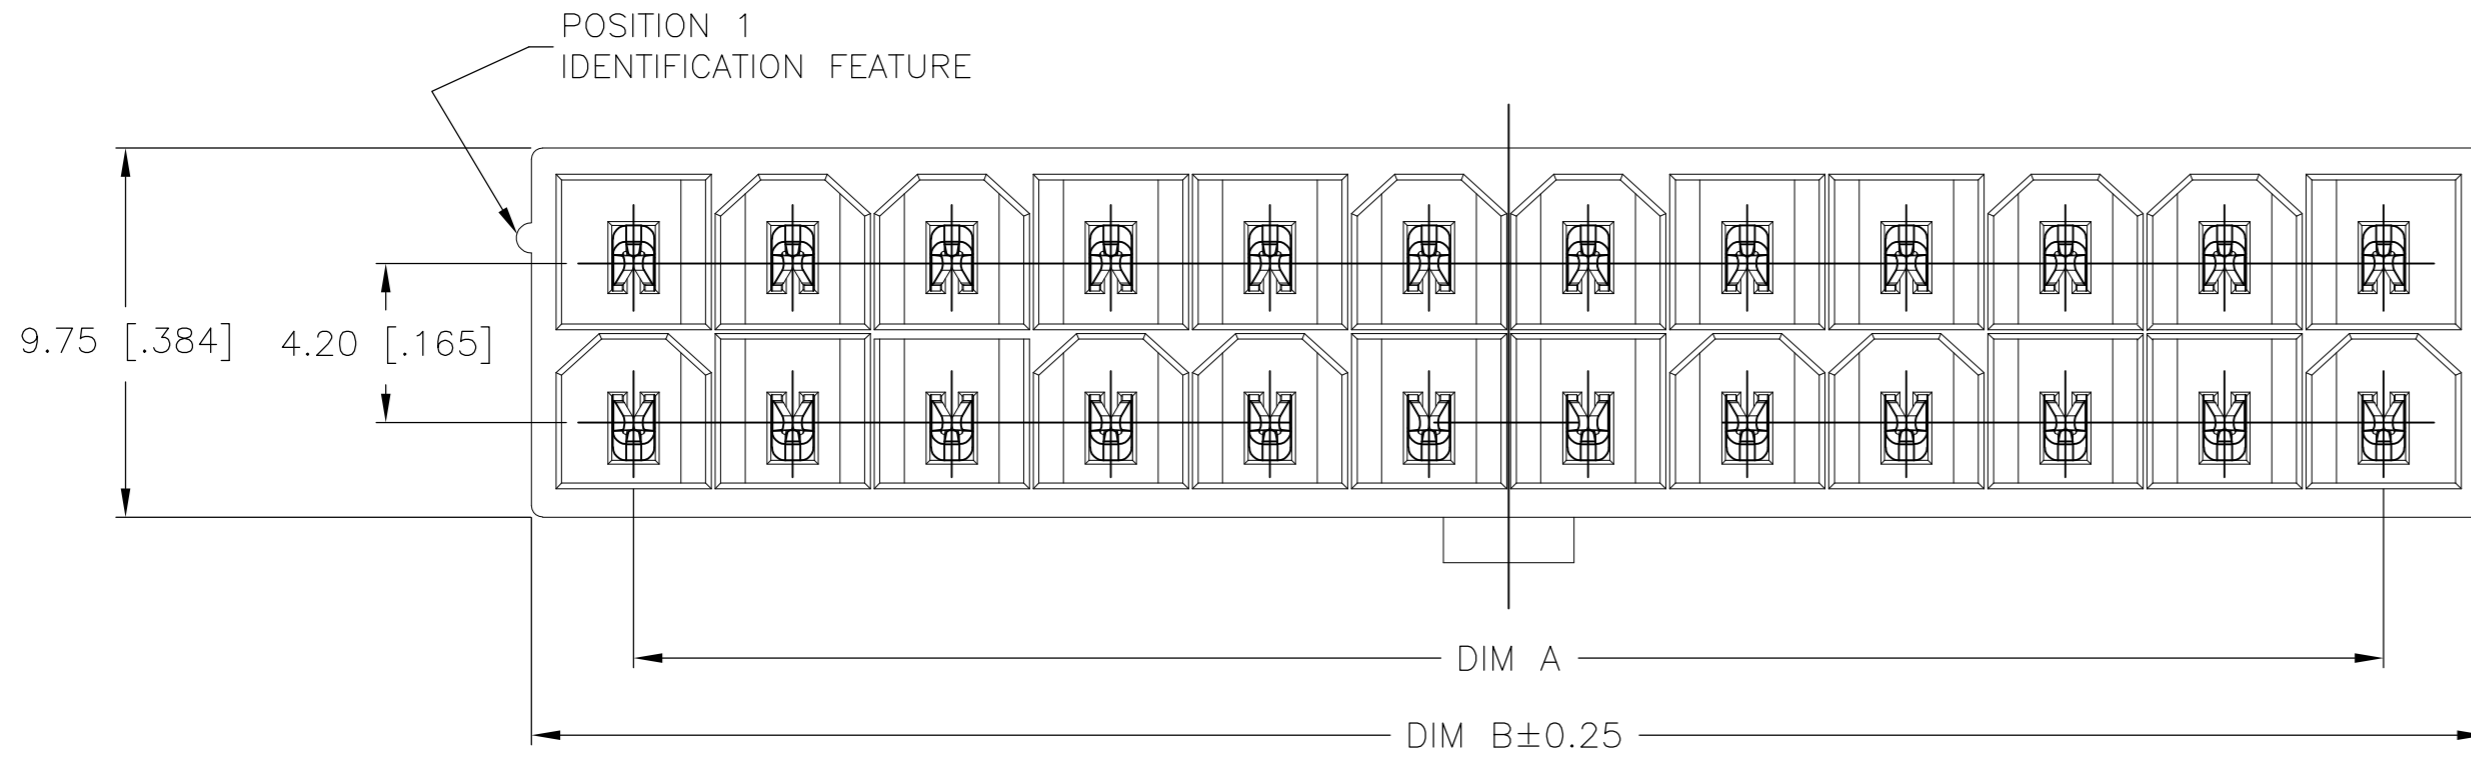 POSITION 1
IDENTIFICATION FEATURE
9.75 [.384]
4.20 [.165]
DIM A
DIM B±0.25